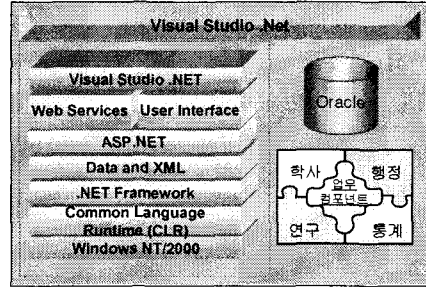 Visual Studio .Net
Visual Studio .NET
Web Services User Interface
ASP.NET
Data and XML
.NET Framework
Common Language
Runtime (CLR)
Windows NT/2000
Oracle
학사 행정
업무
컴포넌트
연구 통계